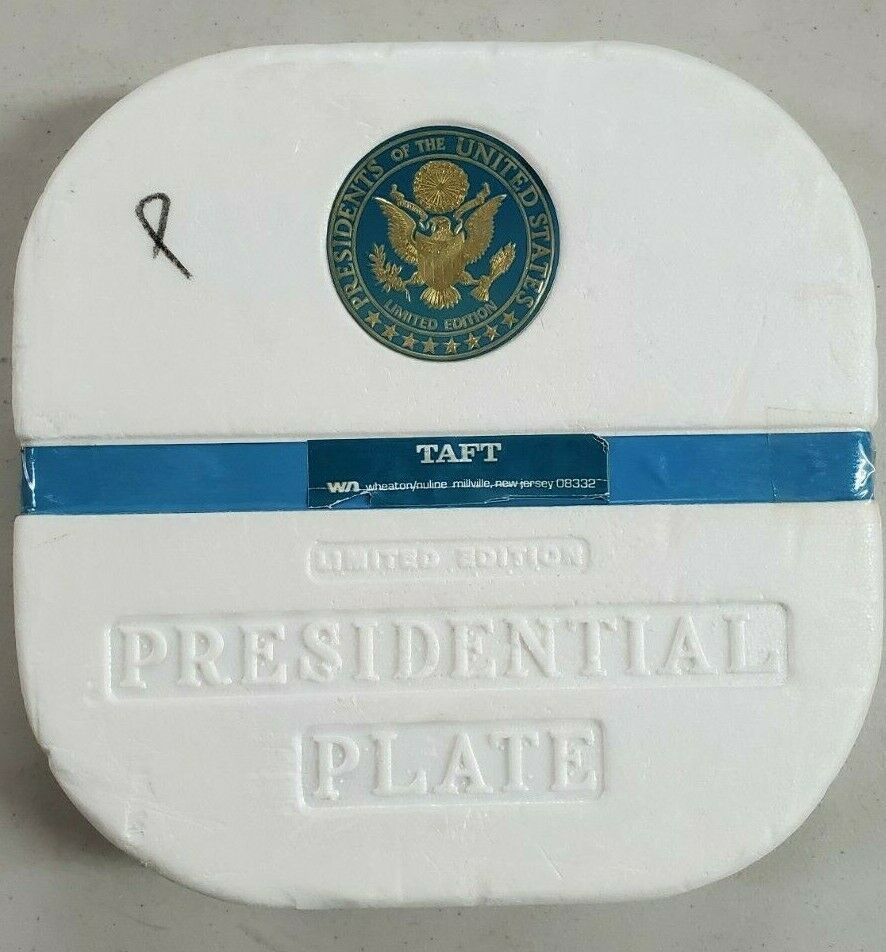 PRESIDENTS OF THE UNITED STATES
LIMITED EDITION
P
TAFT
wn wheaton/nuline millville, new jersey 08332
LIMITED EDITION
PRESIDENTIAL
PLATE